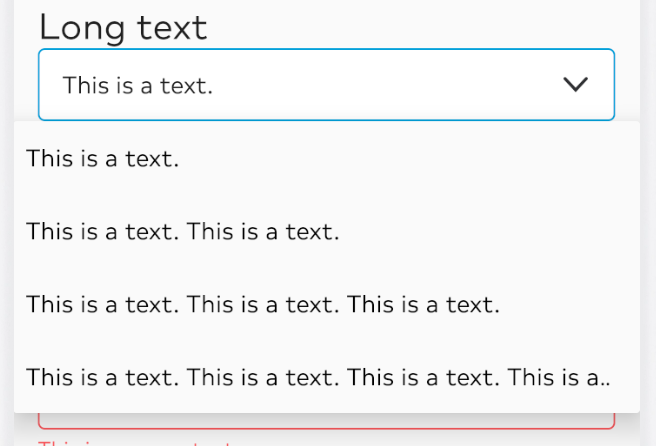 Long text
This is a text.
This is a text.
This is a text. This is a text.
This is a text. This is a text. This is a text.
This is a text. This is a text. This is a text. This is a..